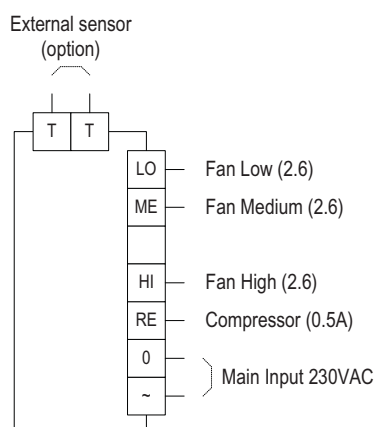 External sensor
(option)
T T
LO Fan Low (2.6)
ME Fan Medium (2.6)
HI Fan High (2.6)
RE Compressor (0.5A)
0
Main Input 230VAC
~